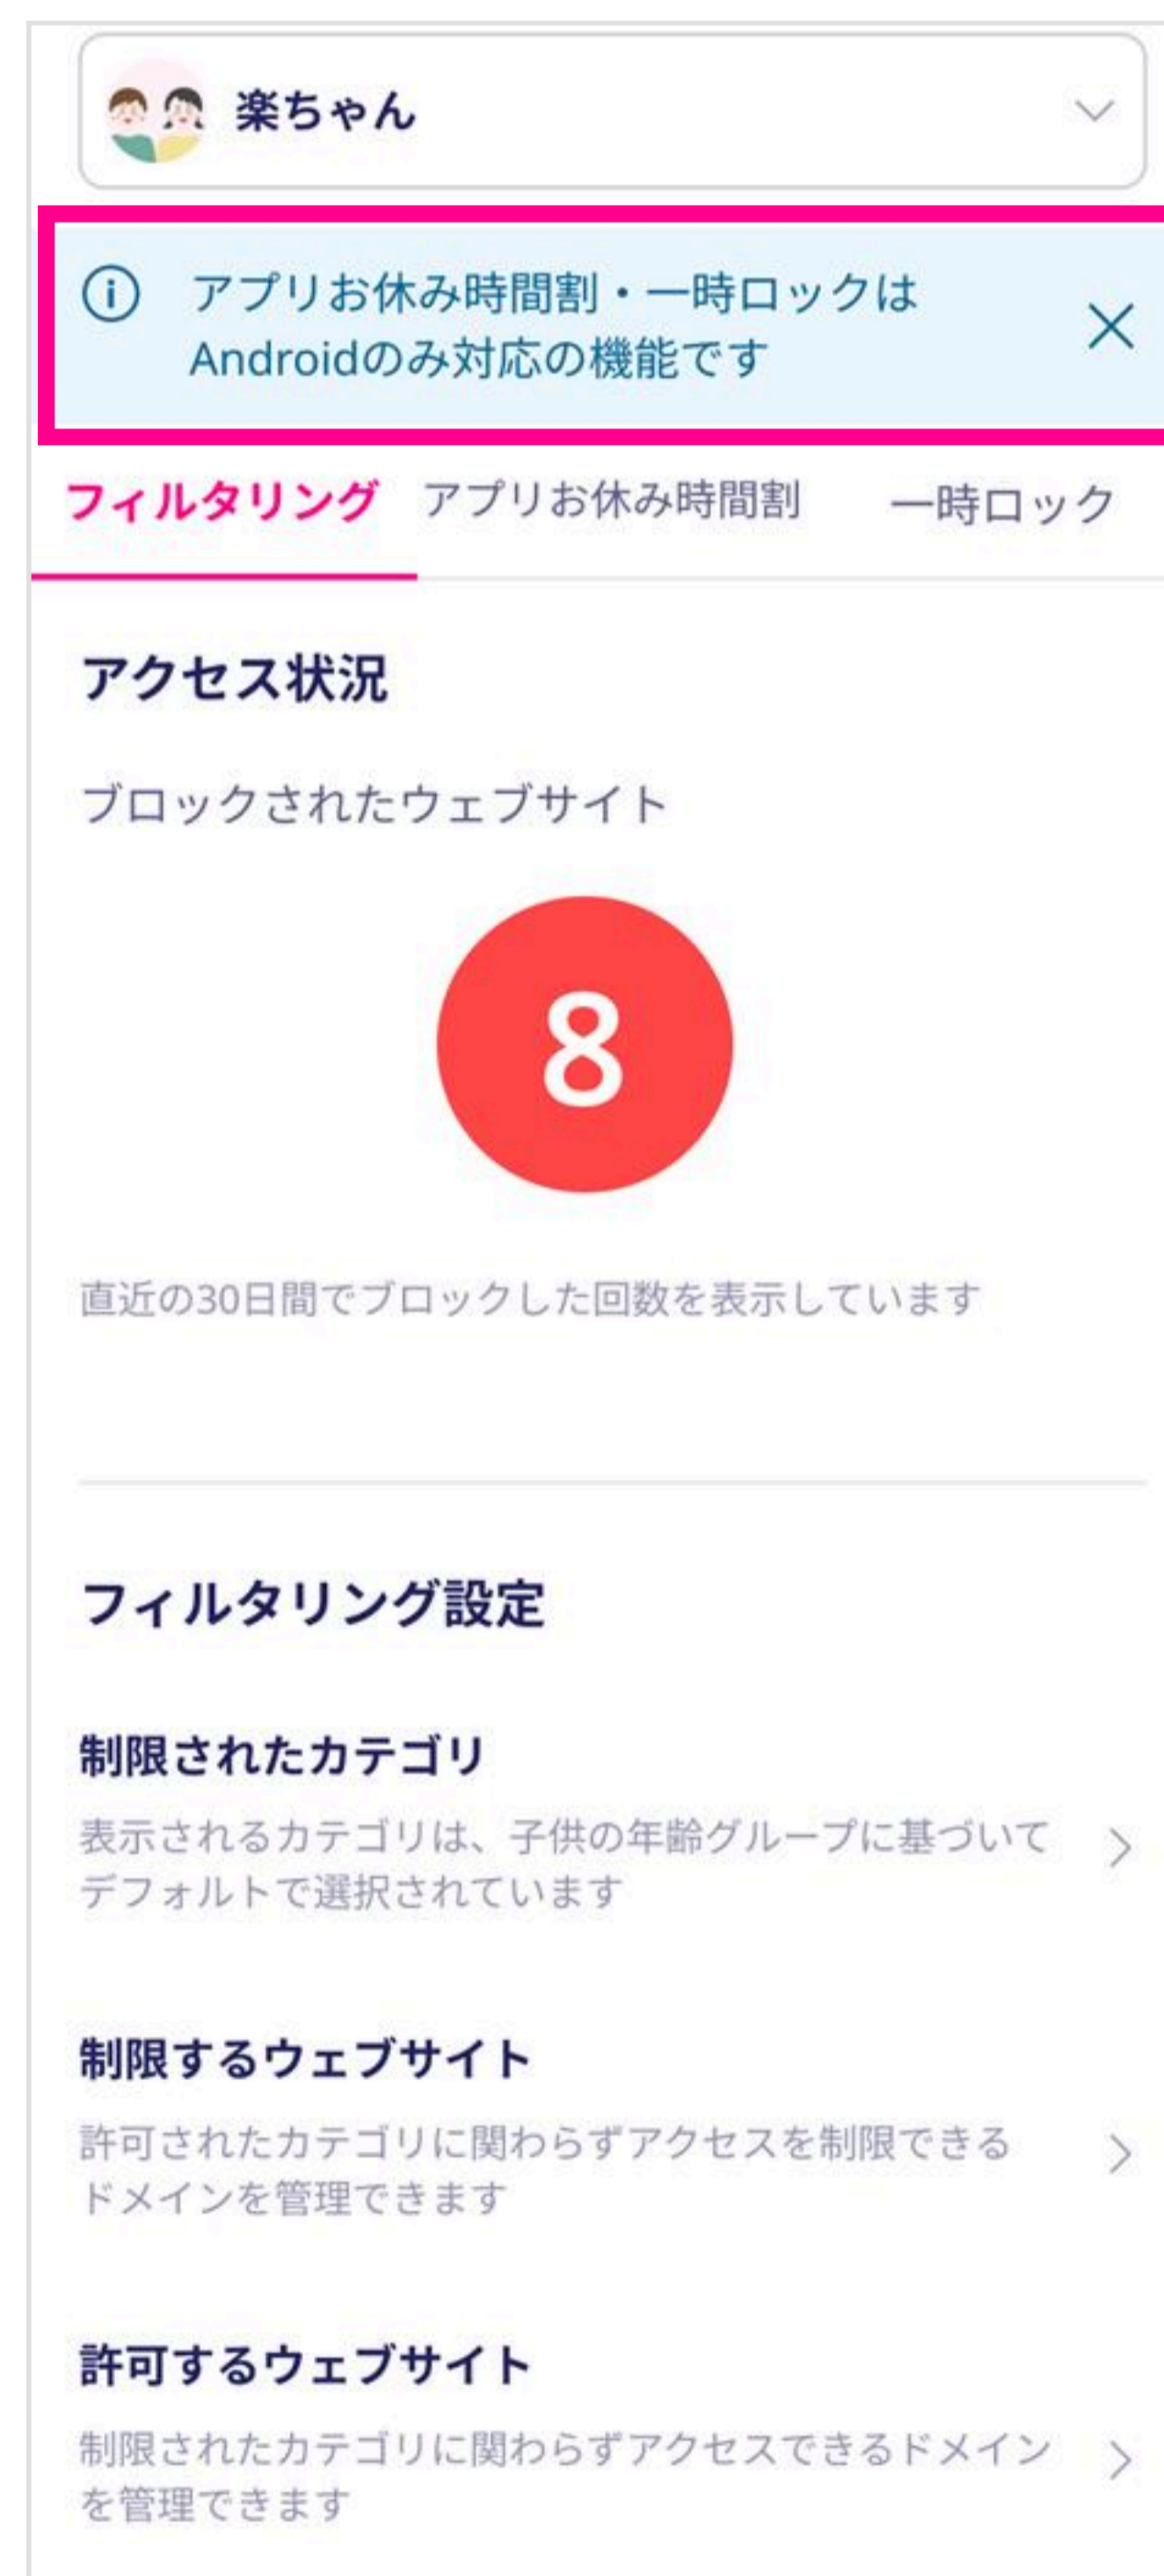 楽ちゃん
アプリお休み時間割・一時ロックは
Androidのみ対応の機能です
フィルタリング アプリお休み時間割 一時ロック
アクセス状況
ブロックされたウェブサイト
8
直近の30日間でブロックした回数を表示しています
フィルタリング設定
制限されたカテゴリ
表示されるカテゴリは、子供の年齢グループに基づいて
デフォルトで選択されています
制限するウェブサイト
許可されたカテゴリに関わらずアクセスを制限できる
ドメインを管理できます
許可するウェブサイト
制限されたカテゴリに関わらずアクセスできるドメイン
を管理できます